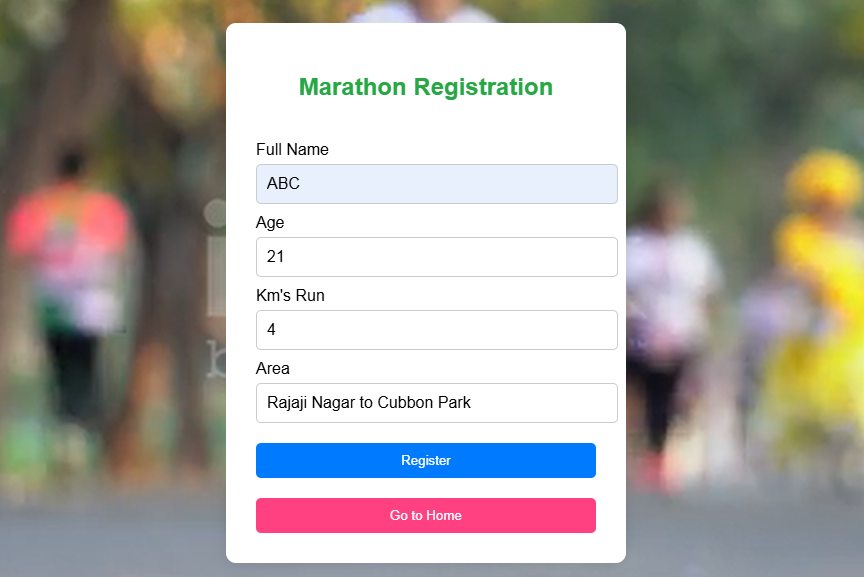 Marathon Registration
Full Name
ABC
Age
21
Km's Run
4
Area
Rajaji Nagar to Cubbon Park
Register
Go to Home